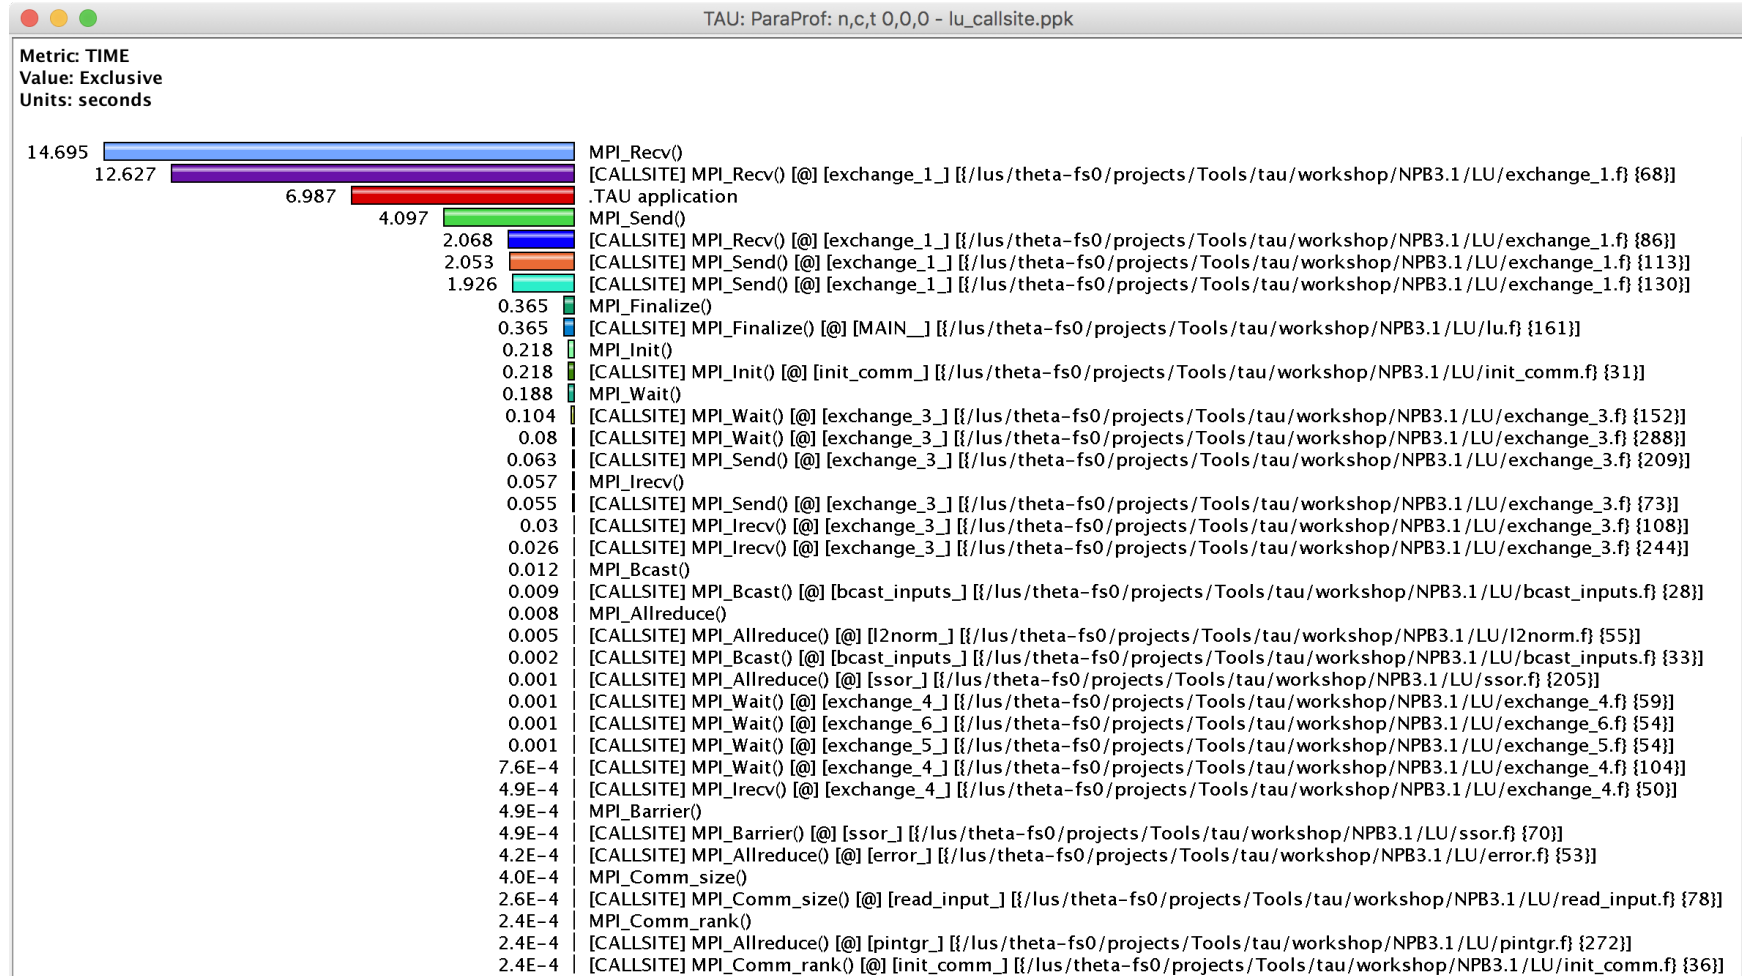 TAU: ParaProf: n,c,t 0,0,0 - lu_callsite.ppk
Metric: TIME
Value: Exclusive
Units: seconds
14.695 MPI_Recv()
12.627 [CALLSITE] MPI_Recv() [@] [exchange_1_] [{/lus/theta-fs0/projects/Tools/tau/workshop/NPB3.1/LU/exchange_1.f} {68}]
6.987 .TAU application
4.097 MPI_Send()
2.068 [CALLSITE] MPI_Recv() [@] [exchange_1_] [{/lus/theta-fs0/projects/Tools/tau/workshop/NPB3.1/LU/exchange_1.f} {86}]
2.053 [CALLSITE] MPI_Send() [@] [exchange_1_] [{/lus/theta-fs0/projects/Tools/tau/workshop/NPB3.1/LU/exchange_1.f} {113}]
1.926 [CALLSITE] MPI_Send() [@] [exchange_1_] [{/lus/theta-fs0/projects/Tools/tau/workshop/NPB3.1/LU/exchange_1.f} {130}]
0.365 MPI_Finalize()
0.365 [CALLSITE] MPI_Finalize() [@] [MAIN__] [{/lus/theta-fs0/projects/Tools/tau/workshop/NPB3.1/LU/lu.f} {161}]
0.218 MPI_Init()
0.218 [CALLSITE] MPI_Init() [@] [init_comm_] [{/lus/theta-fs0/projects/Tools/tau/workshop/NPB3.1/LU/init_comm.f} {31}]
0.188 MPI_Wait()
0.104 [CALLSITE] MPI_Wait() [@] [exchange_3_] [{/lus/theta-fs0/projects/Tools/tau/workshop/NPB3.1/LU/exchange_3.f} {152}]
0.08 [CALLSITE] MPI_Wait() [@] [exchange_3_] [{/lus/theta-fs0/projects/Tools/tau/workshop/NPB3.1/LU/exchange_3.f} {288}]
0.063 [CALLSITE] MPI_Send() [@] [exchange_3_] [{/lus/theta-fs0/projects/Tools/tau/workshop/NPB3.1/LU/exchange_3.f} {209}]
0.057 MPI_Irecv()
0.055 [CALLSITE] MPI_Send() [@] [exchange_3_] [{/lus/theta-fs0/projects/Tools/tau/workshop/NPB3.1/LU/exchange_3.f} {73}]
0.03 [CALLSITE] MPI_Irecv() [@] [exchange_3_] [{/lus/theta-fs0/projects/Tools/tau/workshop/NPB3.1/LU/exchange_3.f} {108}]
0.026 [CALLSITE] MPI_Irecv() [@] [exchange_3_] [{/lus/theta-fs0/projects/Tools/tau/workshop/NPB3.1/LU/exchange_3.f} {244}]
0.012 MPI_Bcast()
0.009 [CALLSITE] MPI_Bcast() [@] [bcast_inputs_] [{/lus/theta-fs0/projects/Tools/tau/workshop/NPB3.1/LU/bcast_inputs.f} {28}]
0.008 MPI_Allreduce()
0.005 [CALLSITE] MPI_Allreduce() [@] [l2norm_] [{/lus/theta-fs0/projects/Tools/tau/workshop/NPB3.1/LU/l2norm.f} {55}]
0.002 [CALLSITE] MPI_Bcast() [@] [bcast_inputs_] [{/lus/theta-fs0/projects/Tools/tau/workshop/NPB3.1/LU/bcast_inputs.f} {33}]
0.001 [CALLSITE] MPI_Allreduce() [@] [ssor_] [{/lus/theta-fs0/projects/Tools/tau/workshop/NPB3.1/LU/ssor.f} {205}]
0.001 [CALLSITE] MPI_Wait() [@] [exchange_4_] [{/lus/theta-fs0/projects/Tools/tau/workshop/NPB3.1/LU/exchange_4.f} {59}]
0.001 [CALLSITE] MPI_Wait() [@] [exchange_6_] [{/lus/theta-fs0/projects/Tools/tau/workshop/NPB3.1/LU/exchange_6.f} {54}]
0.001 [CALLSITE] MPI_Wait() [@] [exchange_5_] [{/lus/theta-fs0/projects/Tools/tau/workshop/NPB3.1/LU/exchange_5.f} {54}]
7.6E-4 [CALLSITE] MPI_Wait() [@] [exchange_4_] [{/lus/theta-fs0/projects/Tools/tau/workshop/NPB3.1/LU/exchange_4.f} {104}]
4.9E-4 [CALLSITE] MPI_Irecv() [@] [exchange_4_] [{/lus/theta-fs0/projects/Tools/tau/workshop/NPB3.1/LU/exchange_4.f} {50}]
4.9E-4 MPI_Barrier()
4.9E-4 [CALLSITE] MPI_Barrier() [@] [ssor_] [{/lus/theta-fs0/projects/Tools/tau/workshop/NPB3.1/LU/ssor.f} {70}]
4.2E-4 [CALLSITE] MPI_Allreduce() [@] [error_] [{/lus/theta-fs0/projects/Tools/tau/workshop/NPB3.1/LU/error.f} {53}]
4.0E-4 MPI_Comm_size()
2.6E-4 [CALLSITE] MPI_Comm_size() [@] [read_input_] [{/lus/theta-fs0/projects/Tools/tau/workshop/NPB3.1/LU/read_input.f} {78}]
2.4E-4 MPI_Comm_rank()
2.4E-4 [CALLSITE] MPI_Allreduce() [@] [pintgr_] [{/lus/theta-fs0/projects/Tools/tau/workshop/NPB3.1/LU/pintgr.f} {272}]
2.4E-4 [CALLSITE] MPI_Comm_rank() [@] [init_comm_] [{/lus/theta-fs0/projects/Tools/tau/workshop/NPB3.1/LU/init_comm.f} {36}]